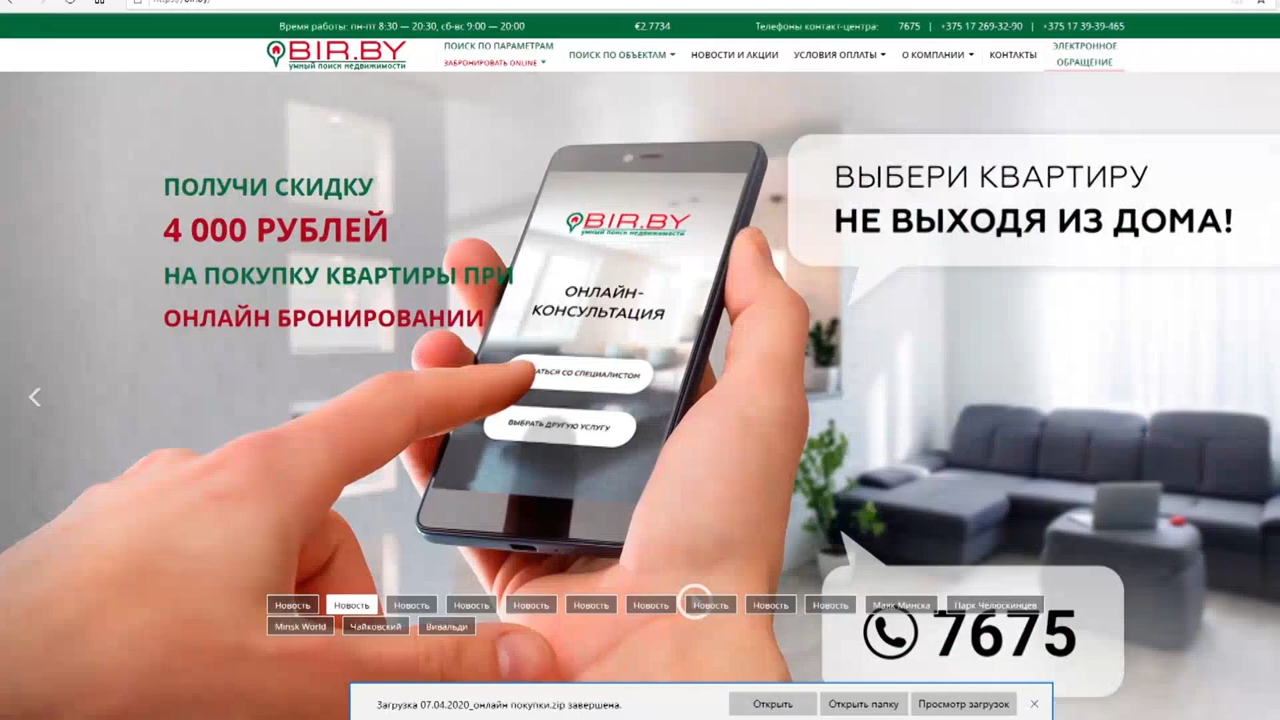 Время работы: пн-пт 8:30 — 20:30, сб-вс 9:00 — 20:00
€2.7734
Телефоны контакт-центра: 7675 | +375 17 269-32-90 | +375 17 39-39-465
BIR.BY
умный поиск недвижимости
ПОИСК ПО ПАРАМЕТРАМ
ЗАБРОНИРОВАТЬ ONLINE
ПОИСК ПО ОБЪЕКТАМ
НОВОСТИ И АКЦИИ
УСЛОВИЯ ОПЛАТЫ
О КОМПАНИИ
КОНТАКТЫ
ЭЛЕКТРОННОЕ
ОБРАЩЕНИЕ
ПОЛУЧИ СКИДКУ
4 000 РУБЛЕЙ
НА ПОКУПКУ КВАРТИРЫ ПРИ
ОНЛАЙН БРОНИРОВАНИИ
BIR.BY
умный поиск недвижимости
ОНЛАЙН-
КОНСУЛЬТАЦИЯ
СО СПЕЦИАЛИСТОМ
ВЫБРАТЬ ДРУГУЮ УСЛУГУ
ВЫБЕРИ КВАРТИРУ
НЕ ВЫХОДЯ ИЗ ДОМА!
Новость Новость Новость Новость Новость Новость Новость Новость Новость Новость Маяк Минска Парк Челюскинцев
Minsk World Чайковский Вивальди
7675
Загрузка 07.04.2020_онлайн покупки.zip завершена.
Открыть
Открыть папку
Просмотр загрузок